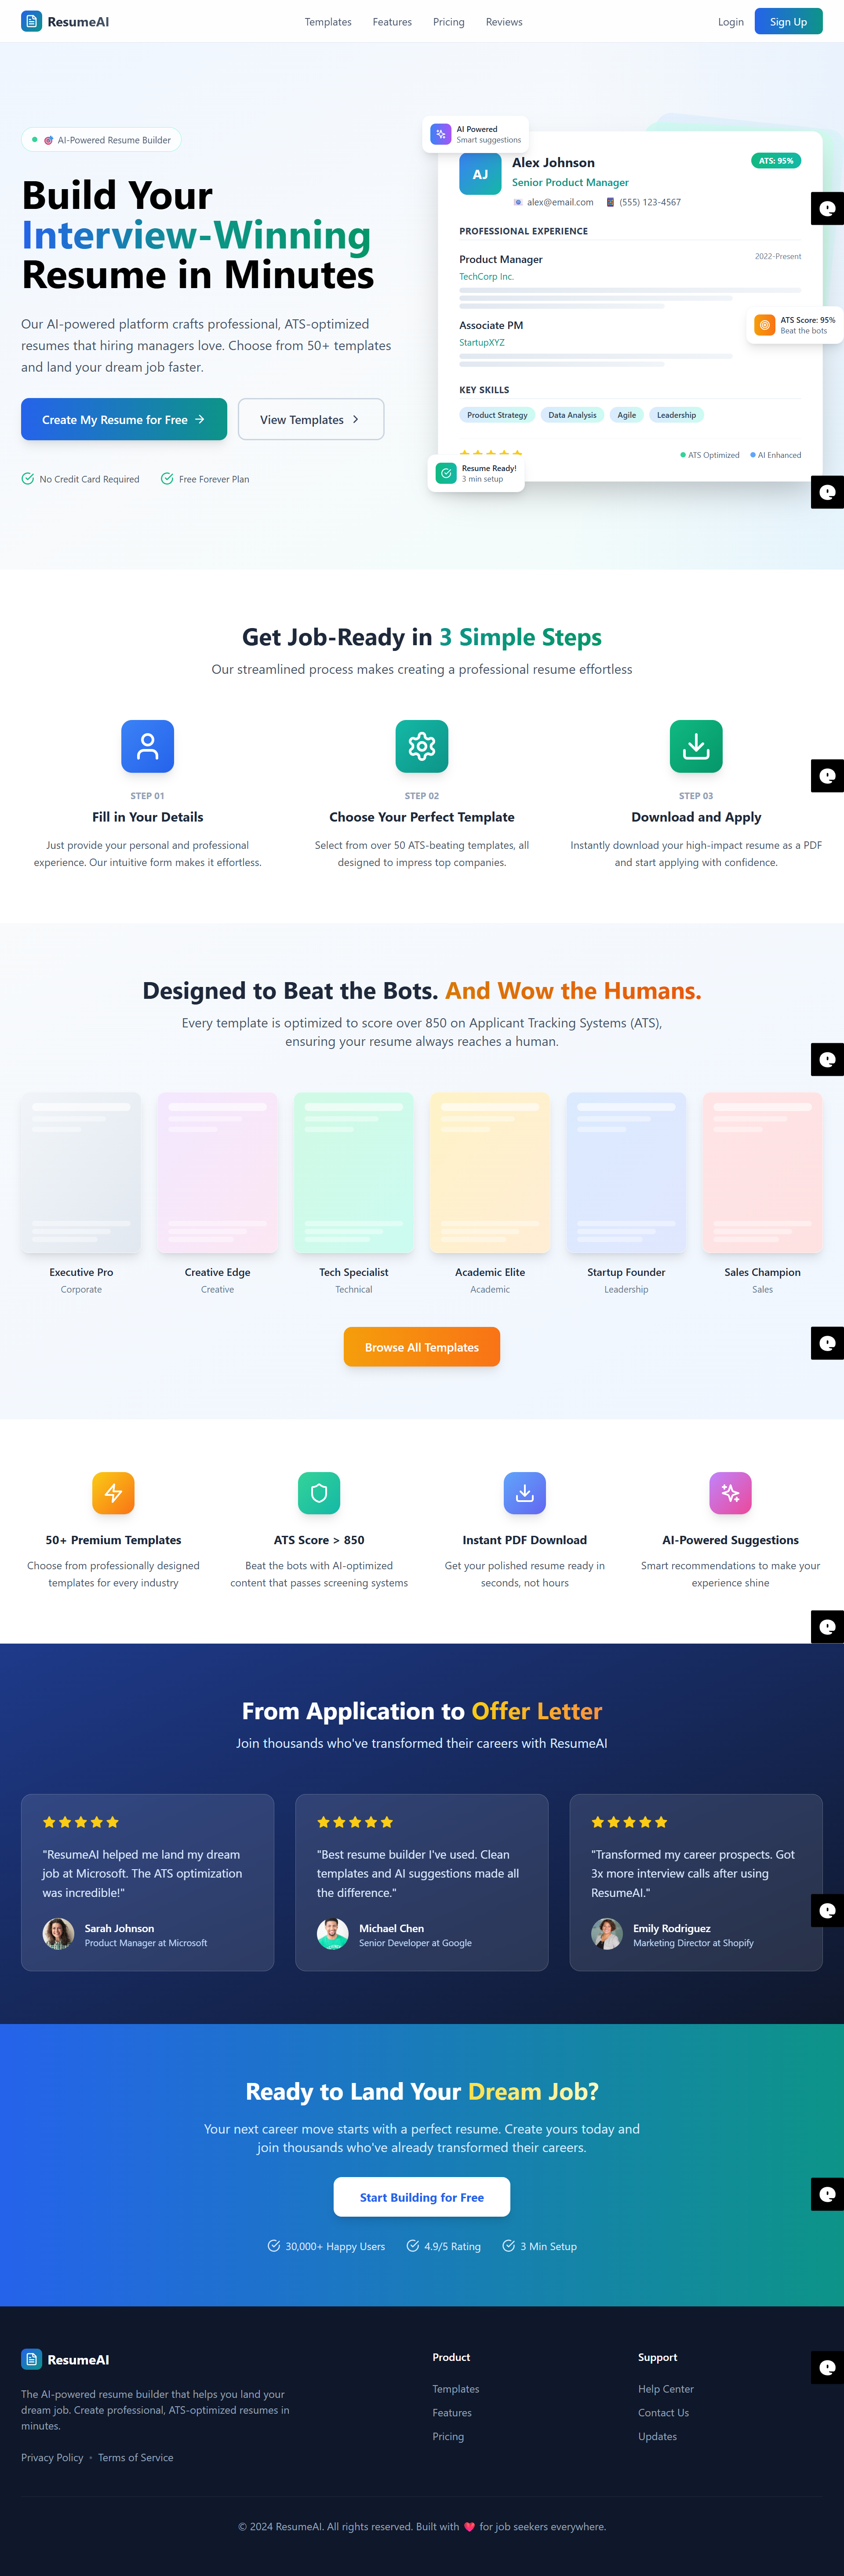 ResumeAI
Templates Features Pricing Reviews
Login Sign Up
🎯 AI-Powered Resume Builder
Build Your
Interview-Winning
Resume in Minutes
Our AI-powered platform crafts professional, ATS-optimized
resumes that hiring managers love. Choose from 50+ templates
and land your dream job faster.
Create My Resume for Free
View Templates
No Credit Card Required
Free Forever Plan
AI Powered
Smart suggestions
AJ
Alex Johnson
ATS: 95%
Senior Product Manager
alex@email.com (555) 123-4567
PROFESSIONAL EXPERIENCE
Product Manager 2022-Present
TechCorp Inc.
ATS Score: 95%
Beat the bots
Associate PM
StartupXYZ
KEY SKILLS
Product Strategy Data Analysis Agile Leadership
ATS Optimized AI Enhanced
Resume Ready!
3 min setup
Get Job-Ready in 3 Simple Steps
Our streamlined process makes creating a professional resume effortless
STEP 01
Fill in Your Details
Just provide your personal and professional
experience. Our intuitive form makes it effortless.
STEP 02
Choose Your Perfect Template
Select from over 50 ATS-beating templates, all
designed to impress top companies.
STEP 03
Download and Apply
Instantly download your high-impact resume as a PDF
and start applying with confidence.
Designed to Beat the Bots. And Wow the Humans.
Every template is optimized to score over 850 on Applicant Tracking Systems (ATS),
ensuring your resume always reaches a human.
Executive Pro
Corporate
Creative Edge
Creative
Tech Specialist
Technical
Academic Elite
Academic
Startup Founder
Leadership
Sales Champion
Sales
Browse All Templates
50+ Premium Templates
Choose from professionally designed
templates for every industry
ATS Score > 850
Beat the bots with AI-optimized
content that passes screening systems
Instant PDF Download
Get your polished resume ready in
seconds, not hours
AI-Powered Suggestions
Smart recommendations to make your
experience shine
From Application to Offer Letter
Join thousands who've transformed their careers with ResumeAI
"ResumeAI helped me land my dream
job at Microsoft. The ATS optimization
was incredible!"
Sarah Johnson
Product Manager at Microsoft
"Best resume builder I've used. Clean
templates and AI suggestions made all
the difference."
Michael Chen
Senior Developer at Google
"Transformed my career prospects. Got
3x more interview calls after using
ResumeAI."
Emily Rodriguez
Marketing Director at Shopify
Ready to Land Your Dream Job?
Your next career move starts with a perfect resume. Create yours today and
join thousands who've already transformed their careers.
Start Building for Free
30,000+ Happy Users
4.9/5 Rating
3 Min Setup
ResumeAI
The AI-powered resume builder that helps you land your
dream job. Create professional, ATS-optimized resumes in
minutes.
Privacy Policy • Terms of Service
Product
Templates
Features
Pricing
Support
Help Center
Contact Us
Updates
© 2024 ResumeAI. All rights reserved. Built with ❤️ for job seekers everywhere.